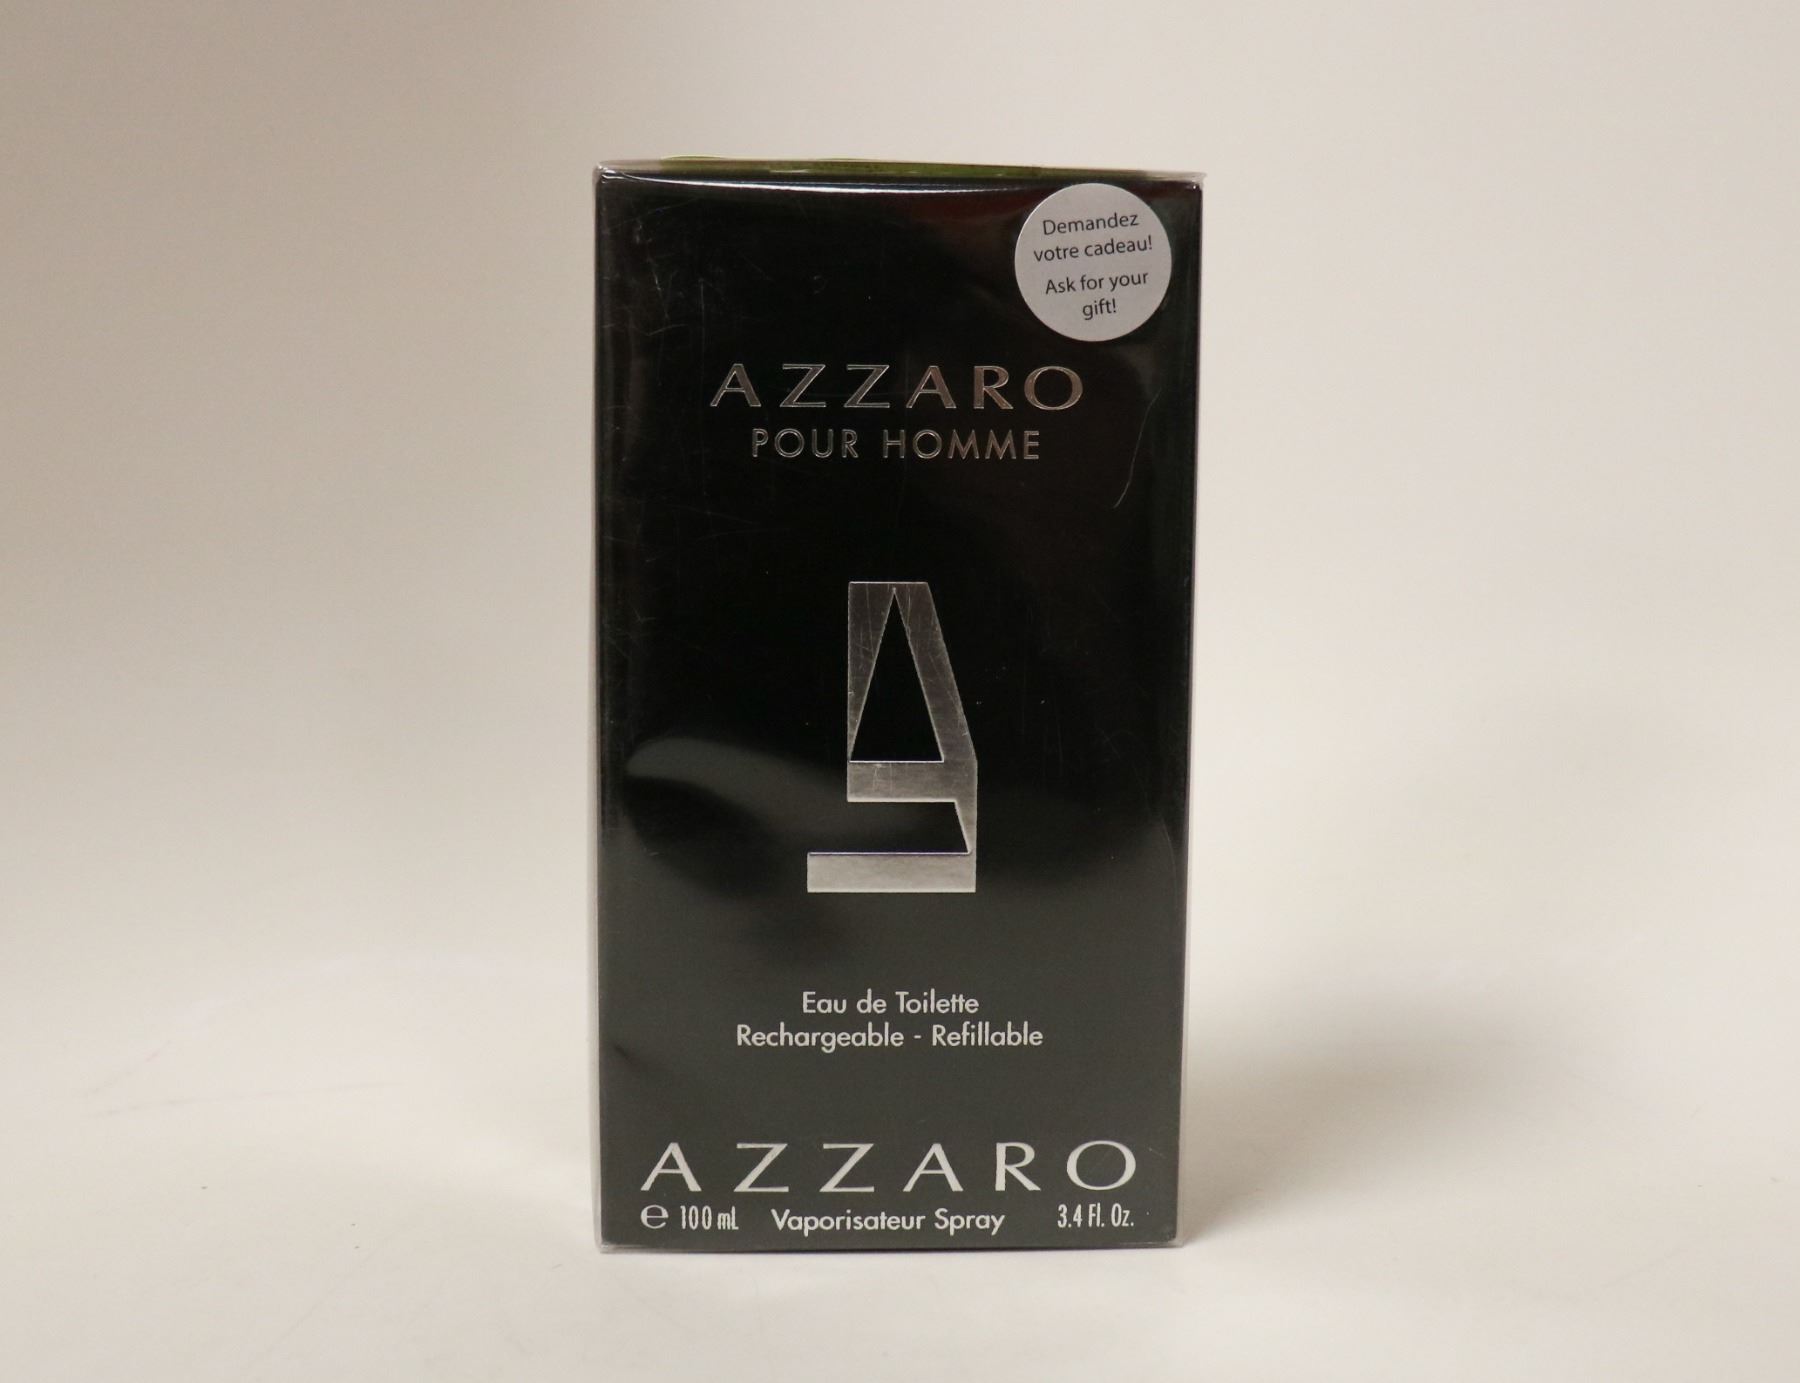 Demandez
votre cadeau!
Ask for your
gift!
AZZARO
POUR HOMME
Eau de Toilette
Rechargeable - Refillable
AZZARO
e 100 mL Vaporisateur Spray 3.4 Fl. Oz.